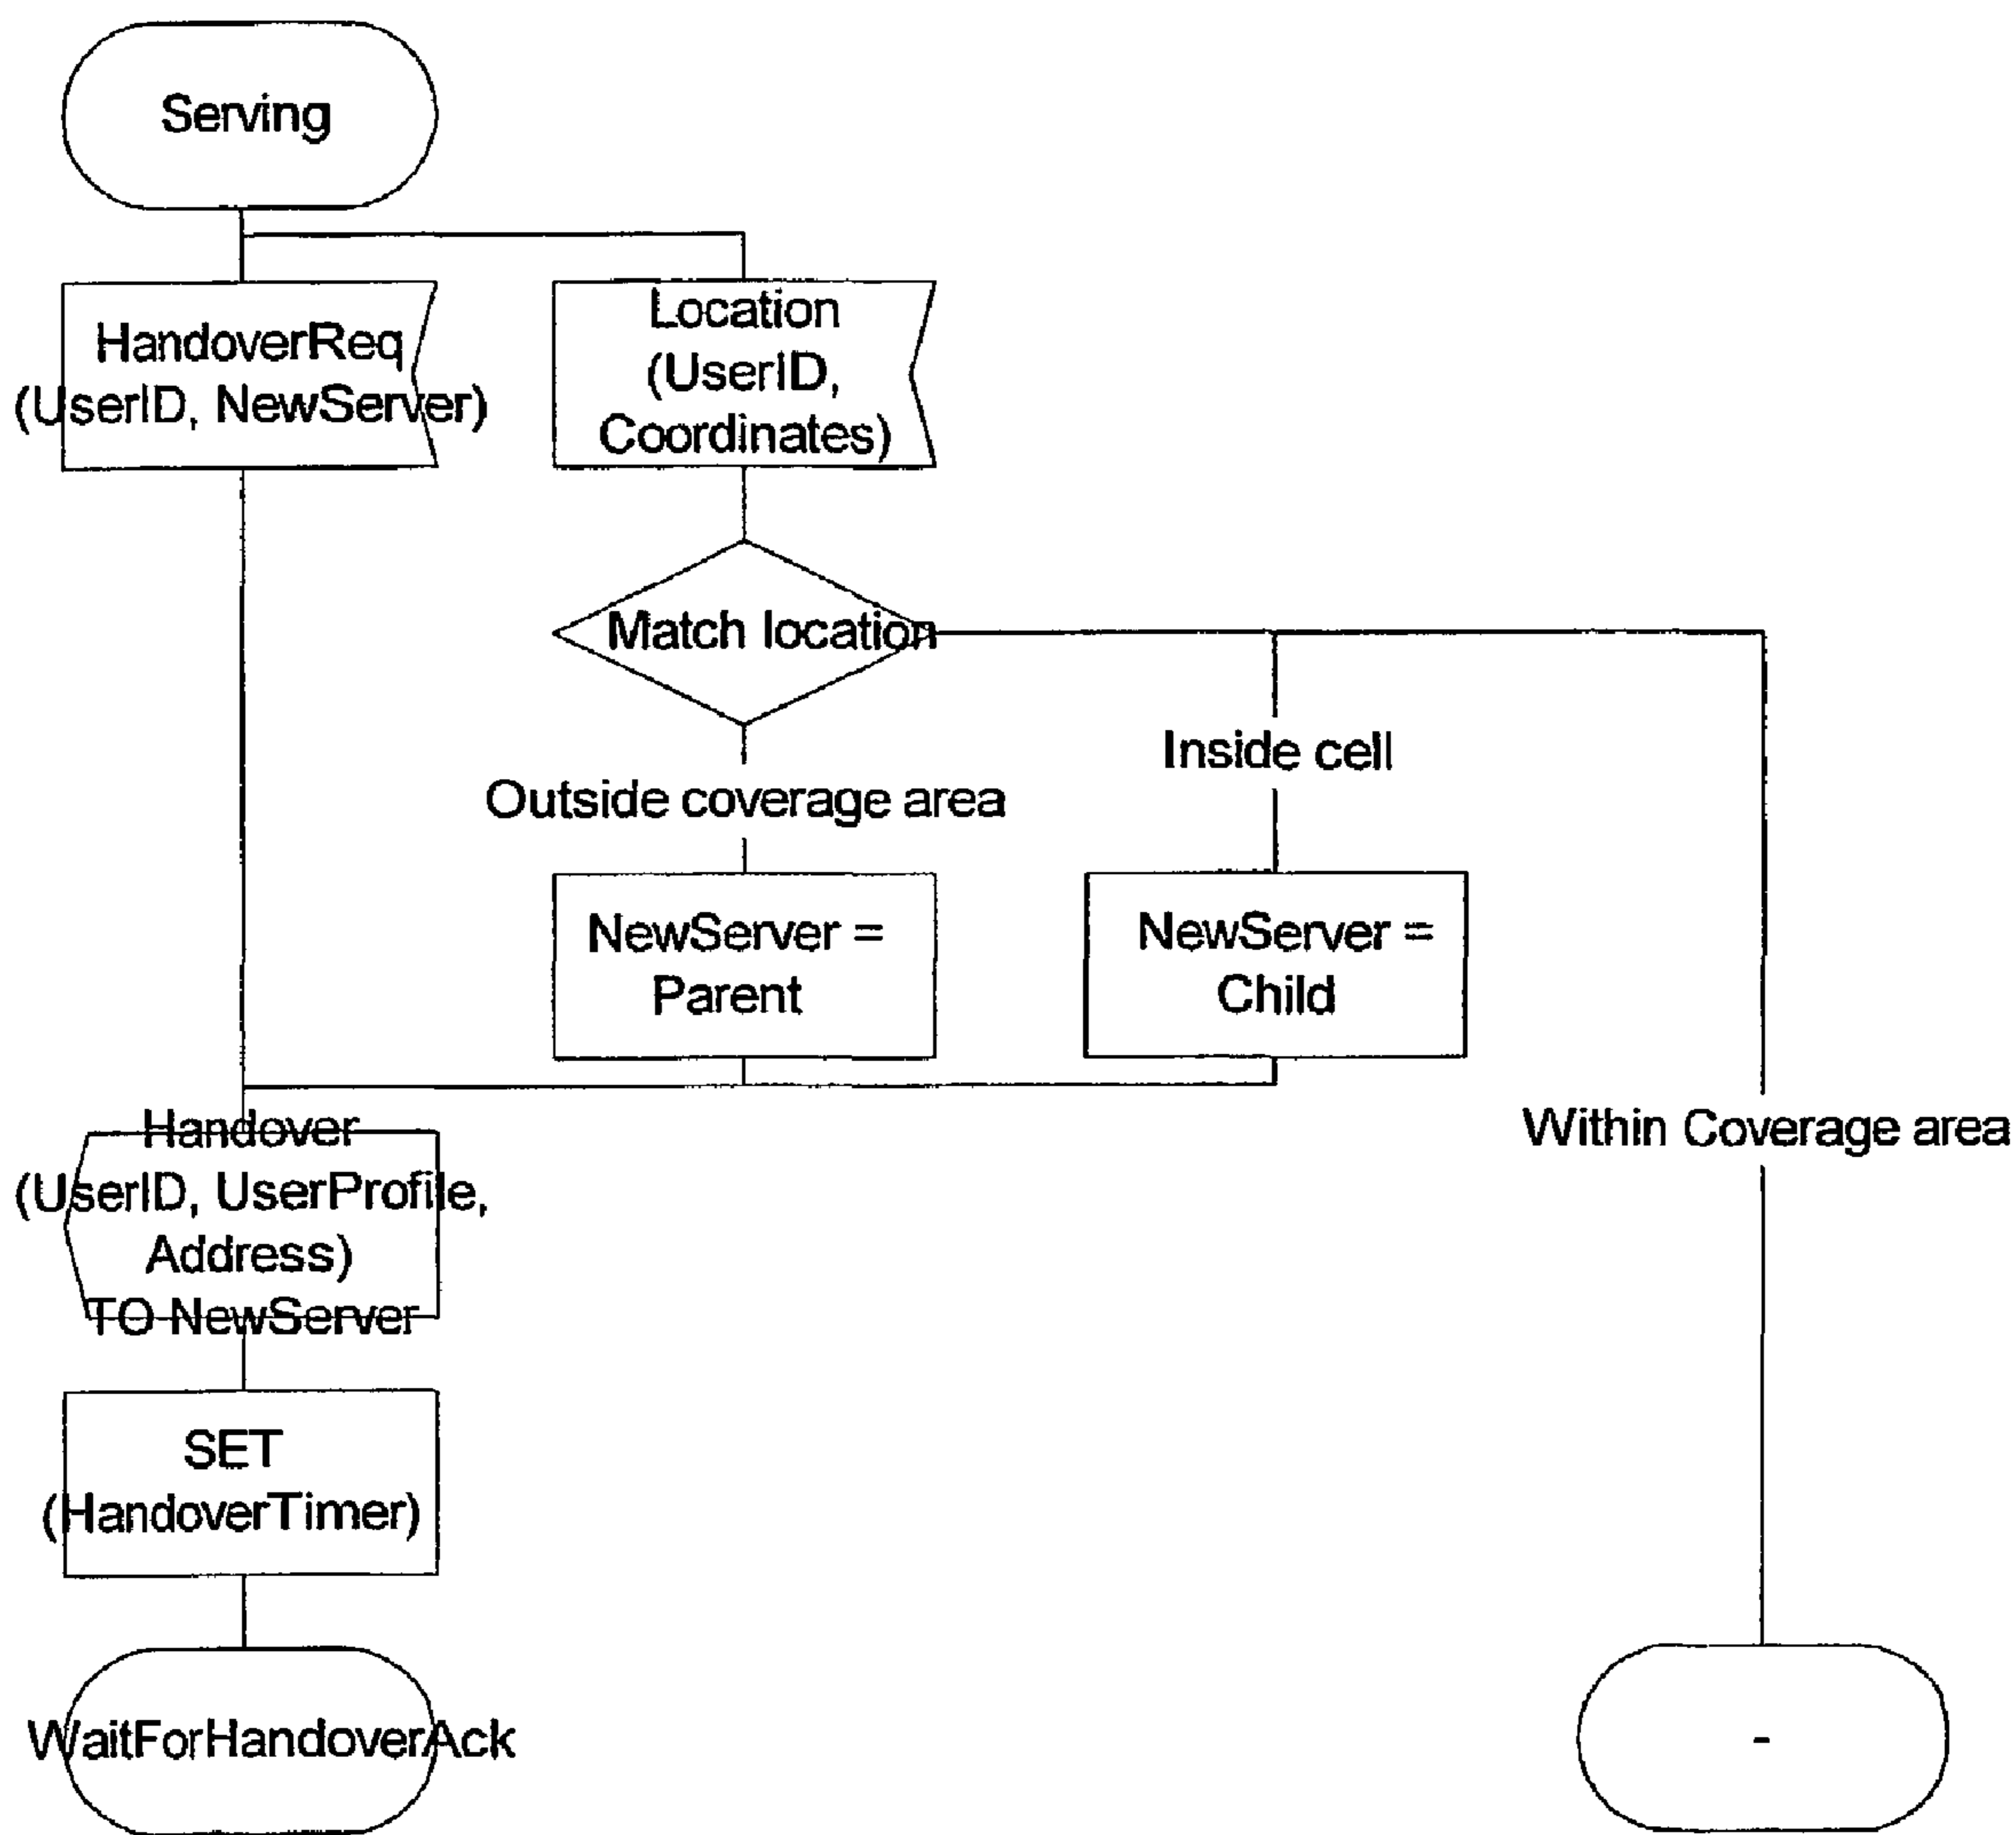 Serving
HandoverReq
(UserID, NewServer)
Location
(UserID,
Coordinates)
Match location
Inside cell
Outside coverage area
NewServer =
Parent
NewServer =
Child
Handover
(UserID, UserProfile,
Address)
TO NewServer
Within Coverage area
SET
(HandoverTimer)
WaitForHandoverAck
-